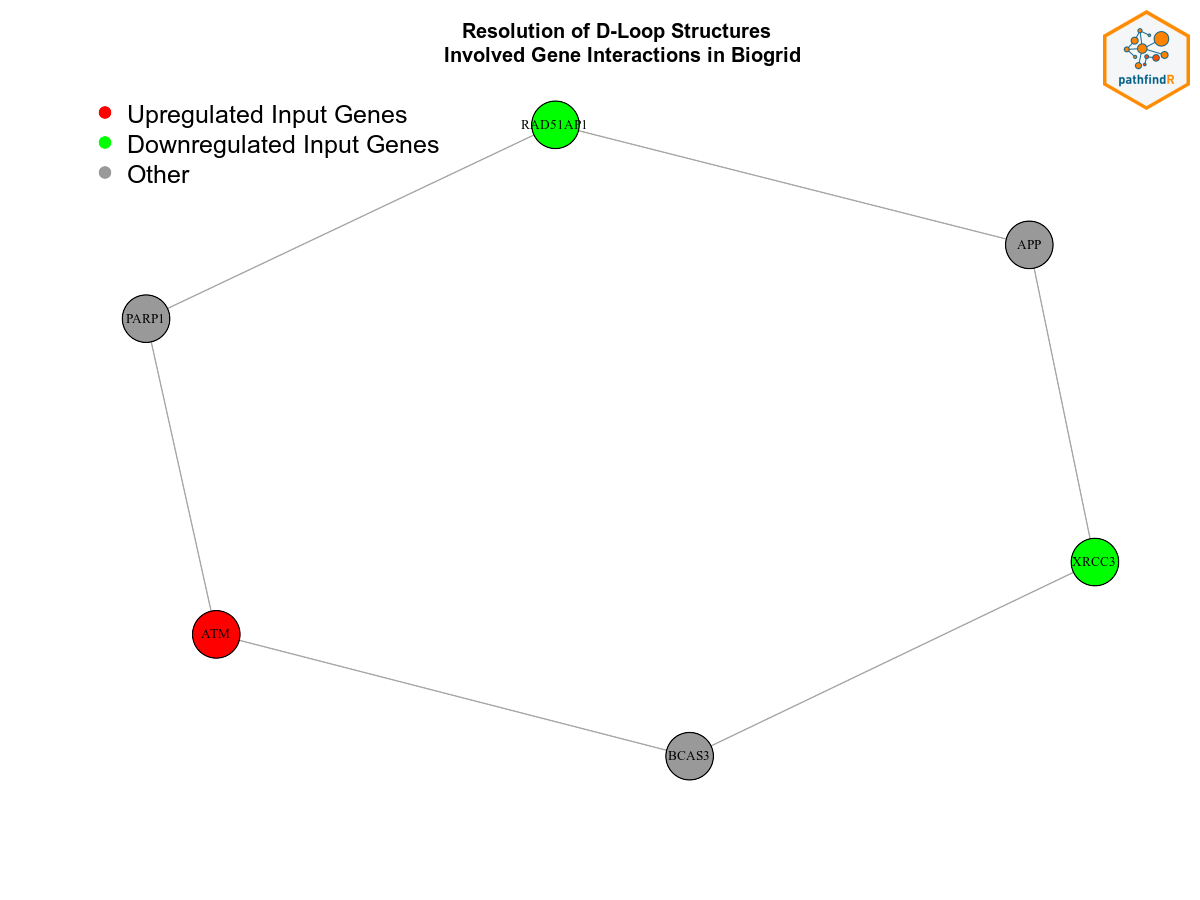 Resolution of D-Loop Structures
Involved Gene Interactions in Biogrid
pathfindR
Upregulated Input Genes
Downregulated Input Genes
Other
RAD51AP1
APP
PARP1
XRCC3
ATM
BCAS3